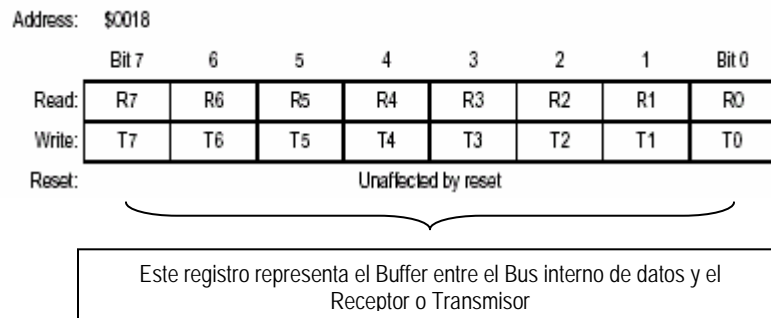 Address: $0018
Bit 7 6 5 4 3 2 1 Bit 0
Read: R7 R6 R5 R4 R3 R2 R1 R0
Write: T7 T6 T5 T4 T3 T2 T1 T0
Reset: Unaffected by reset
Este registro representa el Buffer entre el Bus interno de datos y el
Receptor o Transmisor